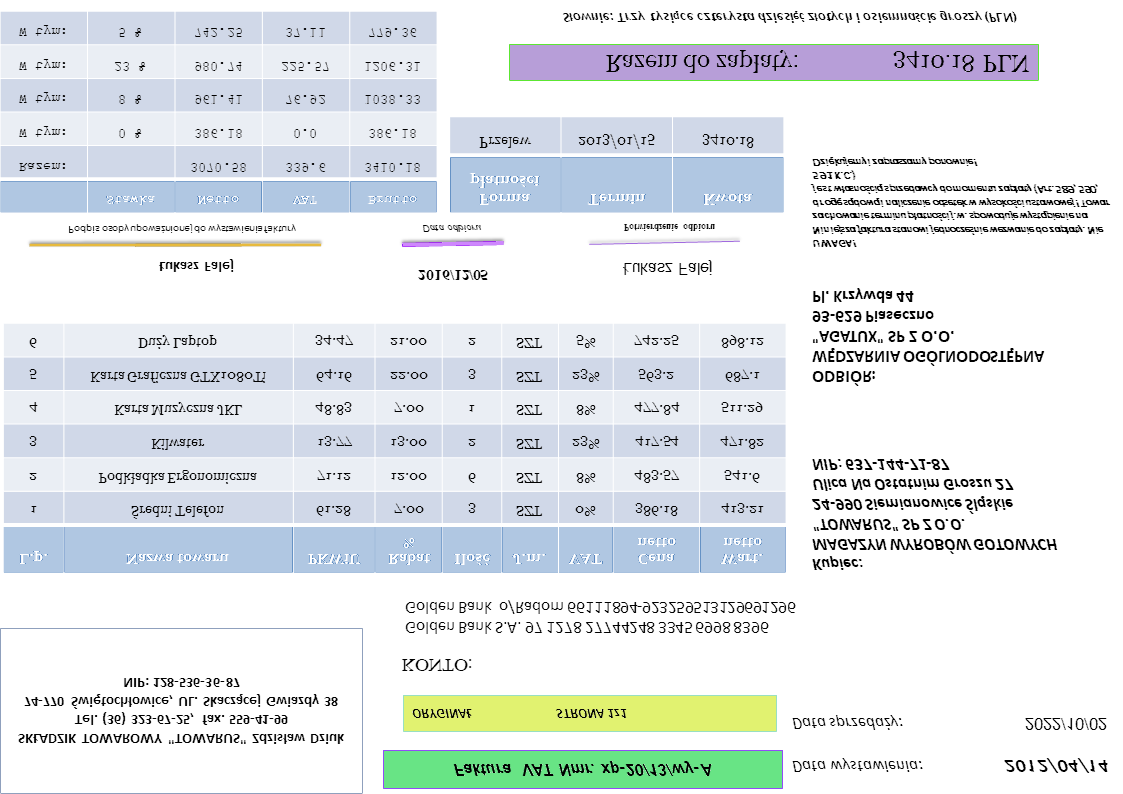 Faktura VAT Nmr. xp-20/13/wy-A
Data wystawienia: 2012/04/14
ORYGINAŁ STRONA 1z1
Data sprzedaży: 2022/10/02
SKŁADZIK TOWAROWY "TOWARUS" Zdzisław Dziuk
Tel. (36) 323-67-25, fax. 559-41-99
74-770 Świętochłowice, UL. Skaczącej Gwiazdy 38
NIP: 128-536-36-87
KONTO:
Golden Bank S.A. 97 1278 27744248 3345 6998 8396
Golden Bank o/Radom 66111894-923259513129691296
Kupiec:
MAGAZYN WYROBÓW GOTOWYCH
"TOWARUS" SP Z O.O.
24-990 Siemianowice Śląskie
Ulica Na Ostatnim Groszu 27
NIP: 637-144-71-87
L.p. Nazwa towaru PKWiU Rabat % Ilość J.m. VAT Cena netto Wart. netto
1 Średni Telefon 61.28 7.00 3 SZT 0% 386.18 413.21
2 Podkładka Ergonomiczna 71.12 12.00 6 SZT 8% 483.57 541.6
3 Kilwater 13.77 13.00 2 SZT 23% 417.54 471.82
4 Karta Muzyczna JKL 48.83 7.00 1 SZT 8% 477.84 511.29
5 Karta Graficzna GTX1080Ti 64.16 22.00 3 SZT 23% 563.2 687.1
6 Duży Laptop 34.47 21.00 2 SZT 5% 742.25 898.12
ODBIÓR:
WĘDZARNIA OGÓLNODOSTĘPNA
"AGATUX" SP Z O.O.
93-629 Piaseczno
Pl. Krzywda 44
Łukasz Falej
Podpis osoby upoważnionej do wystawienia faktury
2016/12/05
Data odbioru
Łukasz Falej
Potwierdzenie odbioru
UWAGA!
Niniejsza faktura stanowi jednocześnie wezwanie do zapłaty. Nie
zachowanie terminu płatności j.w. spowoduje wystąpienie na
drogę sądową i naliczenie odsetek w wysokości ustawowej! Towar
jest własnością sprzedawcy do momentu zapłaty (Art. 589, 590,
591 K.C.)
Dziękujemy i zapraszamy ponownie!
Stawka Netto VAT Brutto
Razem: 3070.58 339.6 3410.18
W tym: 0 % 386.18 0.0 386.18
W tym: 8 % 961.41 76.92 1038.33
W tym: 23 % 980.74 225.57 1206.31
W tym: 5 % 742.25 37.11 779.36
Forma płatności Termin Kwota
Przelew 2013/01/15 3410.18
Razem do zapłaty: 3410.18 PLN
Słownie: Trzy tysiące czterysta dziesięć złotych i osiemnaście groszy (PLN)